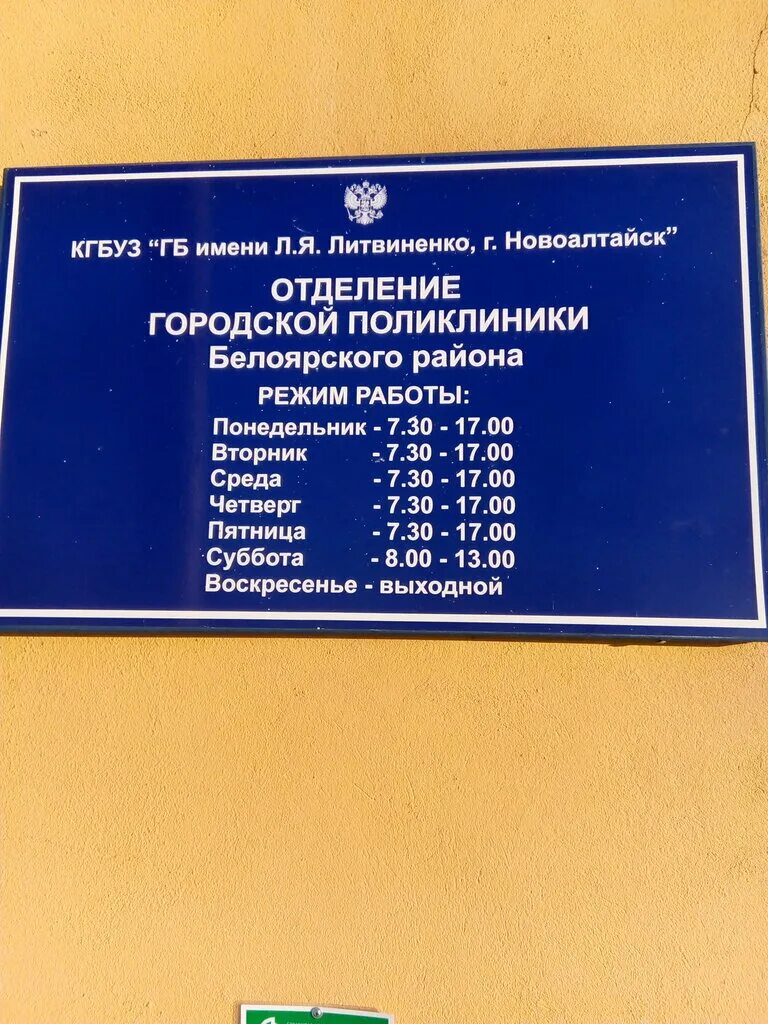 КГБУЗ “ГБ имени Л.Я. Литвиненко, г. Новоалтайск”
ОТДЕЛЕНИЕ
ГОРОДСКОЙ ПОЛИКЛИНИКИ
Белоярского района
РЕЖИМ РАБОТЫ:
Понедельник - 7.30 - 17.00
Вторник - 7.30 - 17.00
Среда - 7.30 - 17.00
Четверг - 7.30 - 17.00
Пятница - 7.30 - 17.00
Суббота - 8.00 - 13.00
Воскресенье - выходной